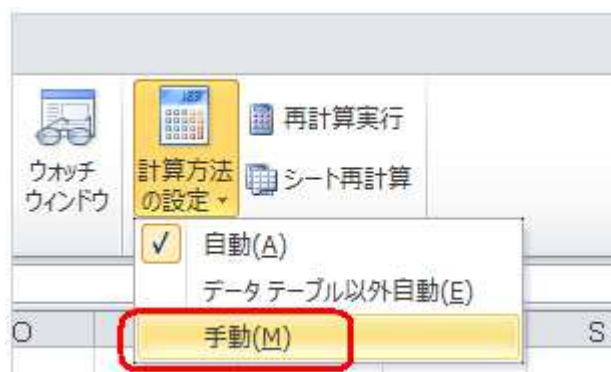 ウォッチ
ウィンドウ
計算方法
の設定
再計算実行
シート再計算
自動(A)
データ テーブル以外自動(E)
手動(M)
O
S